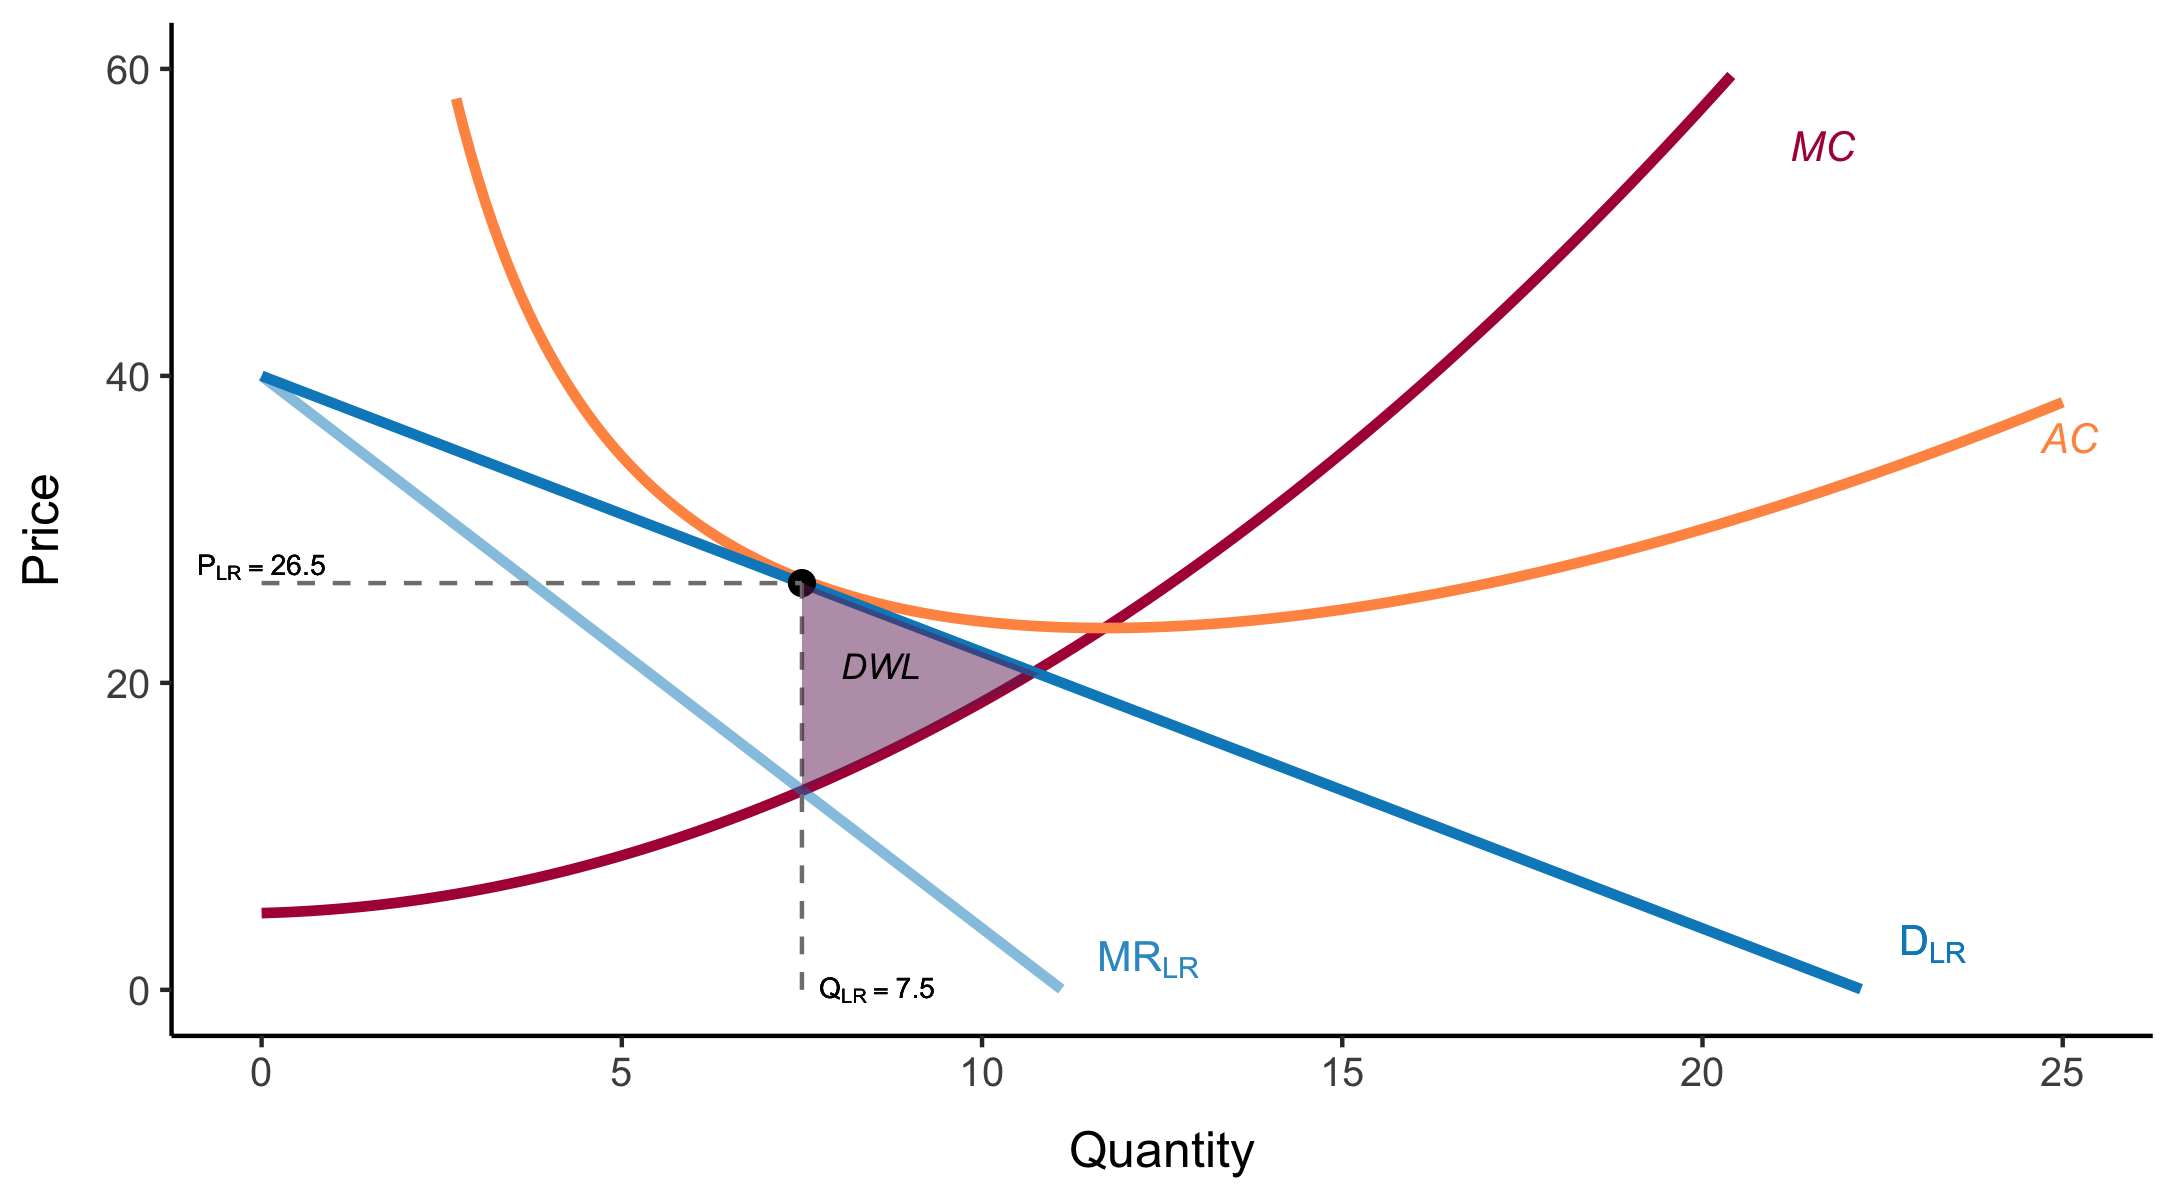 60
MC
40
AC
Price
P_LR = 26.5
DWL
20
D_LR
MR_LR
0
Q_LR = 7.5
0 5 10 15 20 25
Quantity